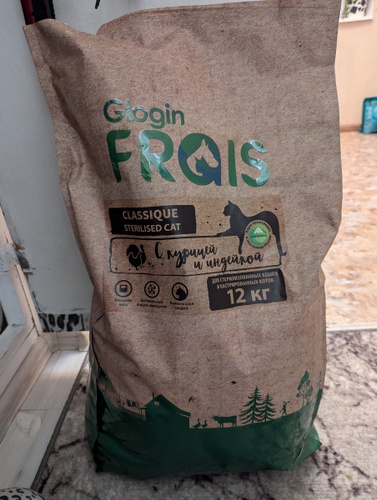 Glogin
FRAIS
CLASSIQUE
STERILISED CAT
С курицей
и индейкой
ДЛЯ СТЕРИЛИЗОВАННЫХ КОШЕК
И КАСТРИРОВАННЫХ КОТОВ
12 КГ